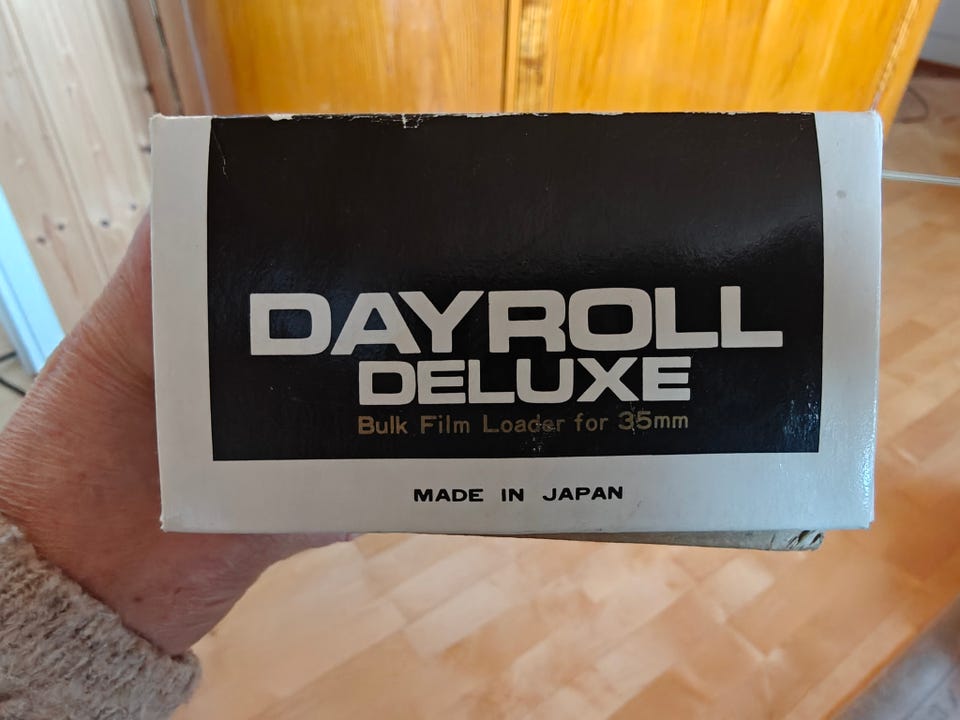 DAYROLL
DELUXE
Bulk Film Loader for 35mm
MADE IN JAPAN